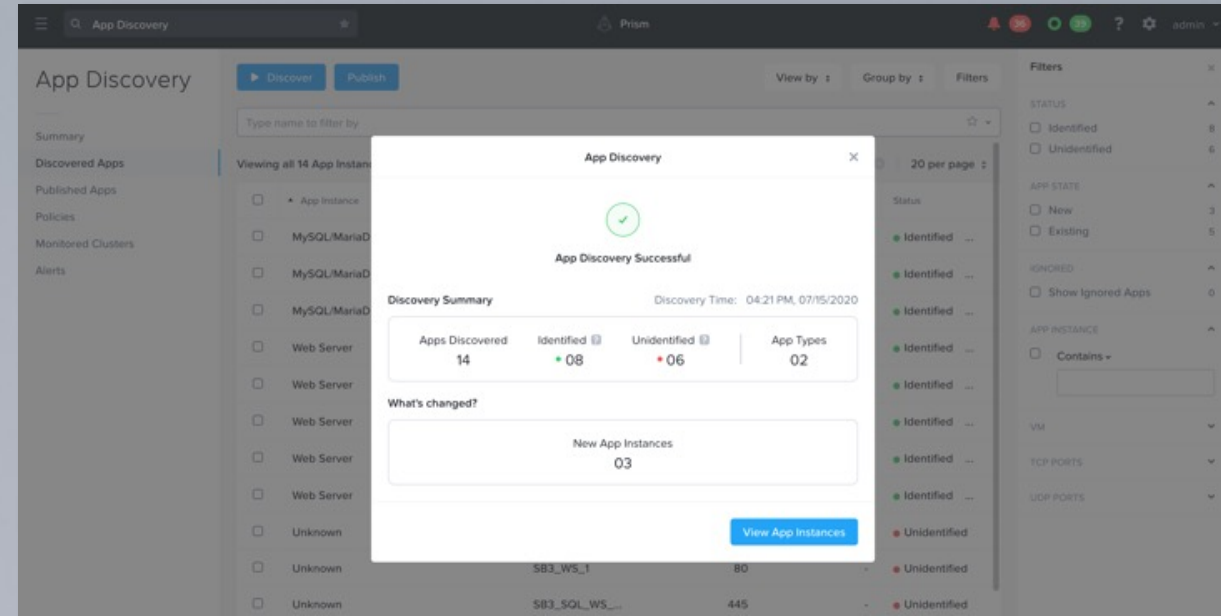 App Discovery
Prism
36
39
?
admin
App Discovery
Discover
Publish
View by
Group by
Filters
Filters
Type name to filter by
STATUS
Identified 8
Unidentified 6
Summary
Discovered Apps
Published Apps
Policies
Monitored Clusters
Alerts
Viewing all 14 App Instan
20 per page
App Instance
Status
MySQL/MariaD
Identified ...
MySQL/MariaD
Identified ...
MySQL/MariaD
Identified ...
Web Server
Identified ...
Web Server
Identified ...
Web Server
Identified ...
Web Server
Identified ...
Web Server
Identified ...
Unknown
Unidentified
Unknown SB3_WS_1 80 - Unidentified
Unknown SB3_SQL_WS_... 445 - Unidentified
App Discovery
App Discovery Successful
Discovery Summary
Discovery Time: 04:21 PM, 07/15/2020
Apps Discovered
14
Identified ?
08
Unidentified ?
06
App Types
02
What's changed?
New App Instances
03
View App Instances
APP STATE
New 3
Existing 5
IGNORED
Show Ignored Apps 0
APP INSTANCE
Contains
VM
TCP PORTS
UDP PORTS